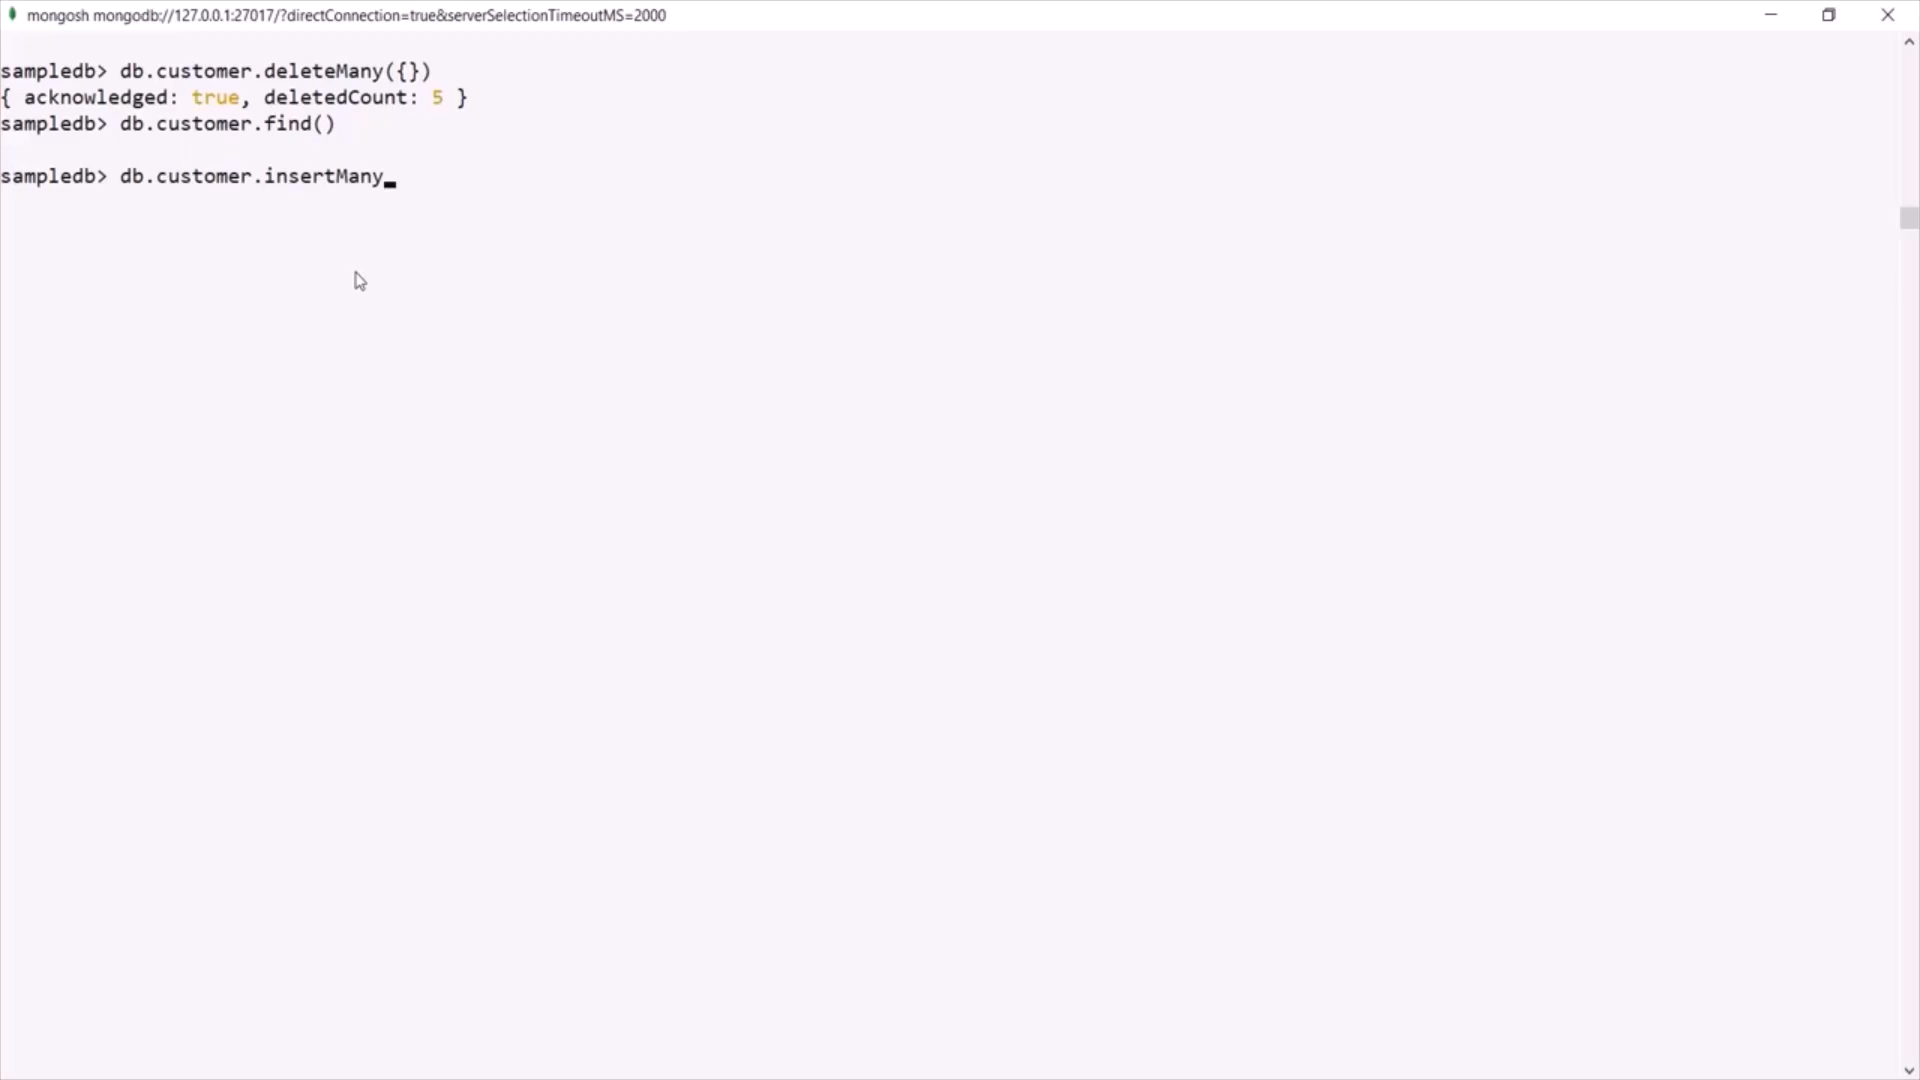 mongosh mongodb://127.0.0.1:27017/?directConnection=true&serverSelectionTimeoutMS=2000
sampledb> db.customer.deleteMany({})
{ acknowledged: true, deletedCount: 5 }
sampledb> db.customer.find()
sampledb> db.customer.insertMany